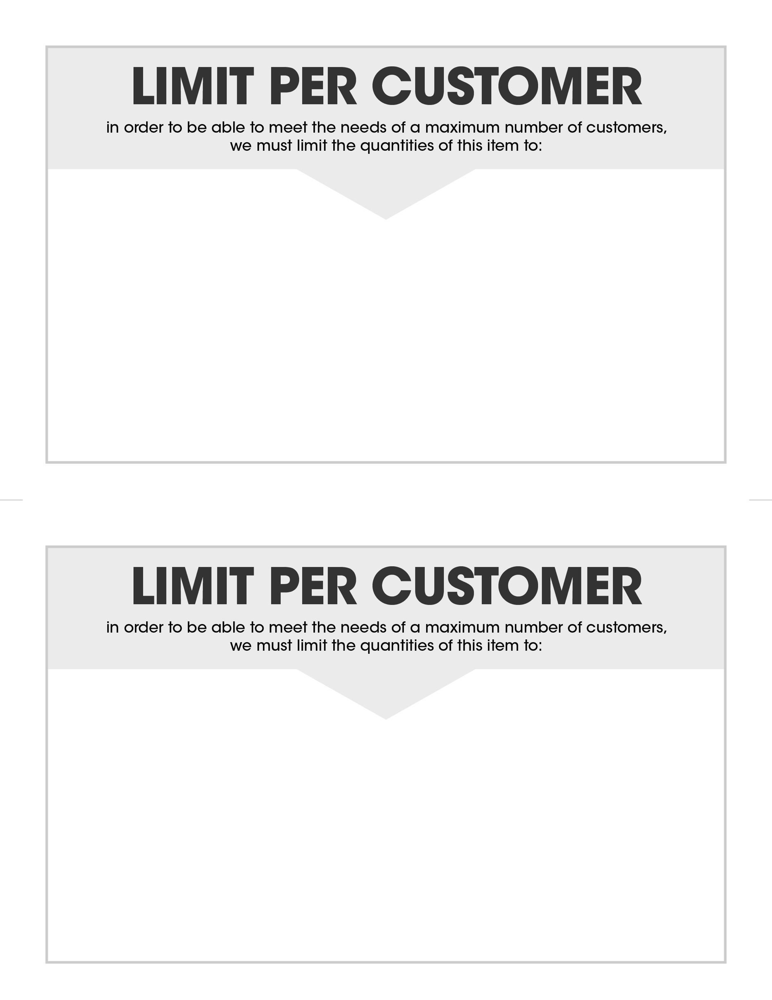 LIMIT PER CUSTOMER
in order to be able to meet the needs of a maximum number of customers,
we must limit the quantities of this item to:
LIMIT PER CUSTOMER
in order to be able to meet the needs of a maximum number of customers,
we must limit the quantities of this item to: